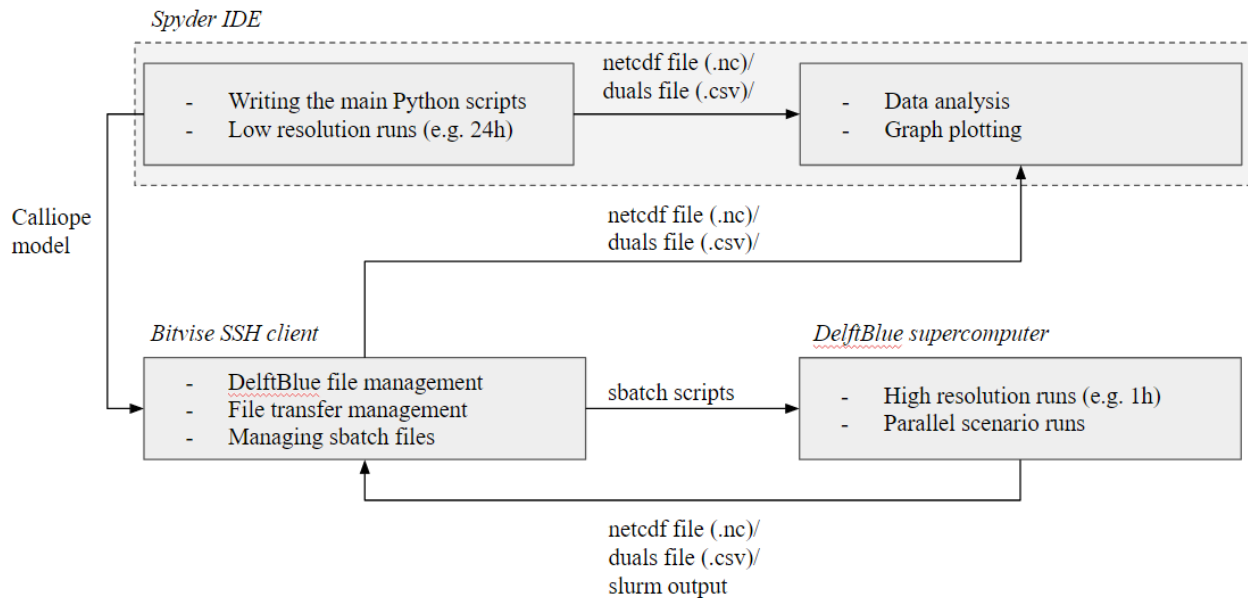 Spyder IDE
- Writing the main Python scripts
- Low resolution runs (e.g. 24h)
netcdf file (.nc)/
duals file (.csv)/
- Data analysis
- Graph plotting
Calliope
model
netcdf file (.nc)/
duals file (.csv)/
Bitvise SSH client
- DelftBlue file management
- File transfer management
- Managing sbatch files
sbatch scripts
DelftBlue supercomputer
- High resolution runs (e.g. 1h)
- Parallel scenario runs
netcdf file (.nc)/
duals file (.csv)/
slurm output